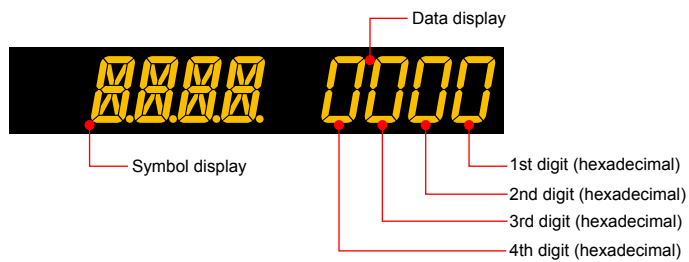 Data display
8.8.8.8. 0000
Symbol display
1st digit (hexadecimal)
2nd digit (hexadecimal)
3rd digit (hexadecimal)
4th digit (hexadecimal)